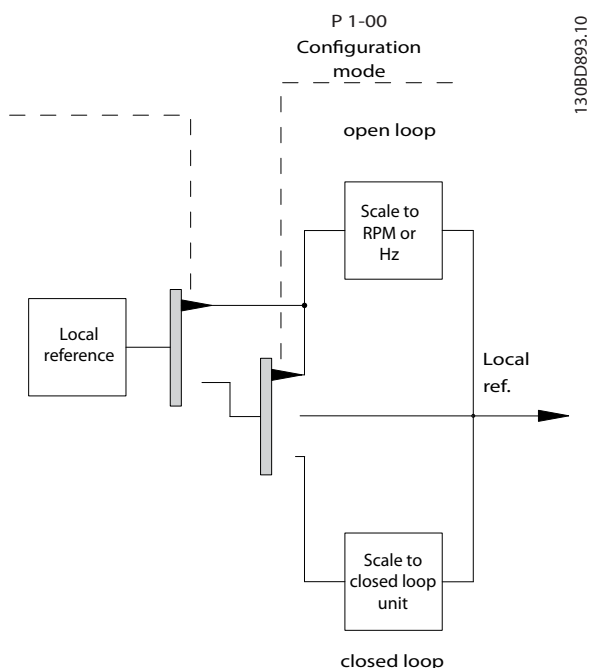 P 1-00
Configuration
mode
130BD893.10
open loop
Scale to
RPM or
Hz
Local
reference
Local
ref.
Scale to
closed loop
unit
closed loop